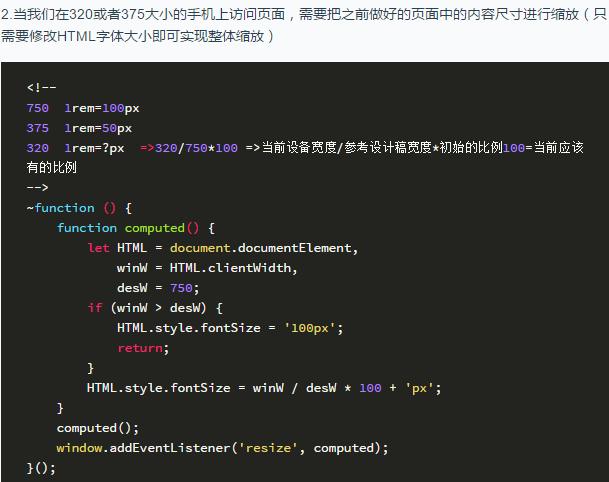 2.当我们在320或者375大小的手机上访问页面，需要把之前做好的页面中的内容尺寸进行缩放（只
需要修改HTML字体大小即可实现整体缩放）
<!--
750  1rem=100px
375  1rem=50px
320  1rem=?px  =>320/750*100 =>当前设备宽度/参考设计稿宽度*初始的比例100=当前应该
有的比例
-->
~function () {
    function computed() {
        let HTML = document.documentElement,
            winW = HTML.clientWidth,
            desW = 750;
        if (winW > desW) {
            HTML.style.fontSize = '100px';
            return;
        }
        HTML.style.fontSize = winW / desW * 100 + 'px';
    }
    computed();
    window.addEventListener('resize', computed);
}();